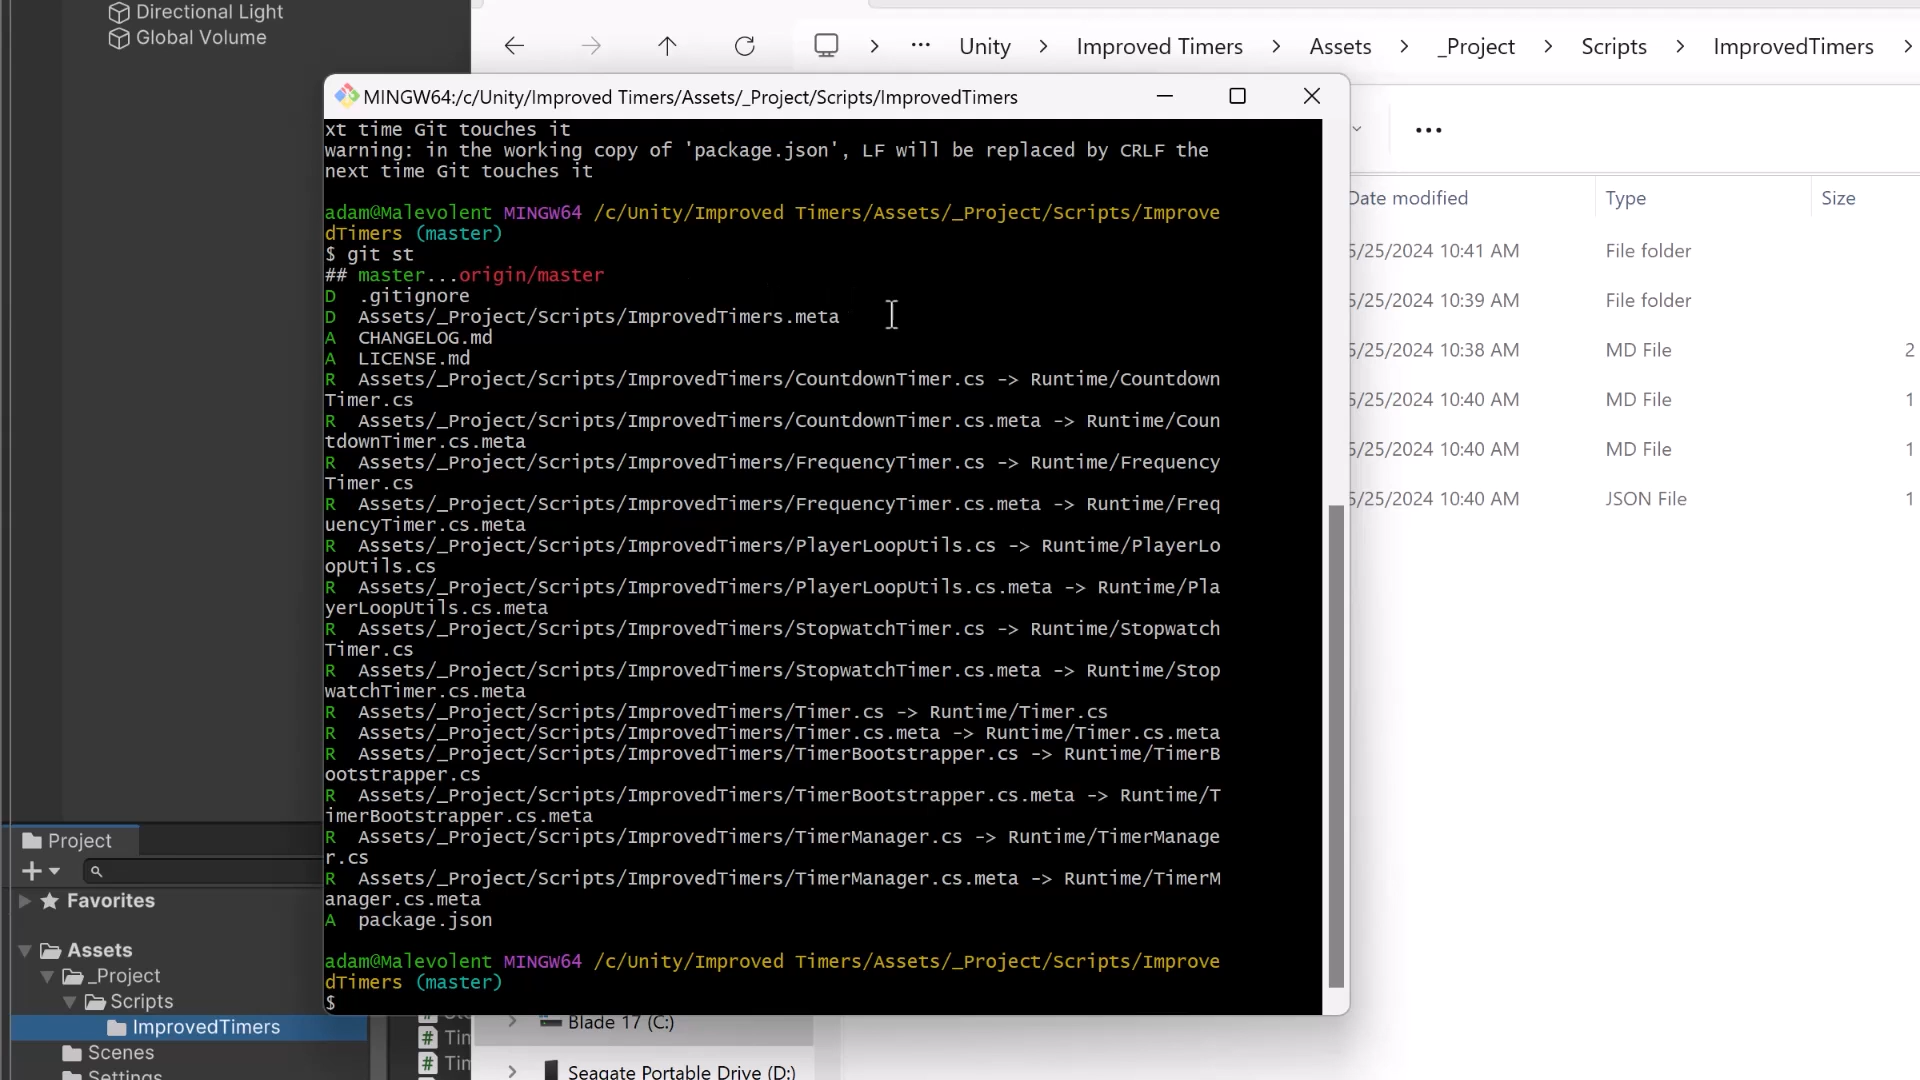 Directional Light
Global Volume
Unity > Improved Timers > Assets > _Project > Scripts > ImprovedTimers >
MINGW64:/c/Unity/Improved Timers/Assets/_Project/Scripts/ImprovedTimers
xt time Git touches it
warning: in the working copy of 'package.json', LF will be replaced by CRLF the
next time Git touches it
adam@Malevolent MINGW64 /c/Unity/Improved Timers/Assets/_Project/Scripts/Improve
dTimers (master)
$ git st
## master...origin/master
D  .gitignore
D  Assets/_Project/Scripts/ImprovedTimers.meta
A  CHANGELOG.md
A  LICENSE.md
R  Assets/_Project/Scripts/ImprovedTimers/CountdownTimer.cs -> Runtime/Countdown
Timer.cs
R  Assets/_Project/Scripts/ImprovedTimers/CountdownTimer.cs.meta -> Runtime/Coun
tdownTimer.cs.meta
R  Assets/_Project/Scripts/ImprovedTimers/FrequencyTimer.cs -> Runtime/Frequency
Timer.cs
R  Assets/_Project/Scripts/ImprovedTimers/FrequencyTimer.cs.meta -> Runtime/Freq
uencyTimer.cs.meta
R  Assets/_Project/Scripts/ImprovedTimers/PlayerLoopUtils.cs -> Runtime/PlayerLo
opUtils.cs
R  Assets/_Project/Scripts/ImprovedTimers/PlayerLoopUtils.cs.meta -> Runtime/Pla
yerLoopUtils.cs.meta
R  Assets/_Project/Scripts/ImprovedTimers/StopwatchTimer.cs -> Runtime/Stopwatch
Timer.cs
R  Assets/_Project/Scripts/ImprovedTimers/StopwatchTimer.cs.meta -> Runtime/Stop
watchTimer.cs.meta
R  Assets/_Project/Scripts/ImprovedTimers/Timer.cs -> Runtime/Timer.cs
R  Assets/_Project/Scripts/ImprovedTimers/Timer.cs.meta -> Runtime/Timer.cs.meta
R  Assets/_Project/Scripts/ImprovedTimers/TimerBootstrapper.cs -> Runtime/TimerB
ootstrapper.cs
R  Assets/_Project/Scripts/ImprovedTimers/TimerBootstrapper.cs.meta -> Runtime/T
imerBootstrapper.cs.meta
R  Assets/_Project/Scripts/ImprovedTimers/TimerManager.cs -> Runtime/TimerManage
r.cs
R  Assets/_Project/Scripts/ImprovedTimers/TimerManager.cs.meta -> Runtime/TimerM
anager.cs.meta
A  package.json
adam@Malevolent MINGW64 /c/Unity/Improved Timers/Assets/_Project/Scripts/Improve
dTimers (master)
$
Date modified Type Size
5/25/2024 10:41 AM File folder
5/25/2024 10:39 AM File folder
5/25/2024 10:38 AM MD File 2
5/25/2024 10:40 AM MD File 1
5/25/2024 10:40 AM MD File 1
5/25/2024 10:40 AM JSON File 1
Project
Favorites
Assets
_Project
Scripts
ImprovedTimers
Scenes
Settings
Tim
Tim
Blade 17 (C:)
Seagate Portable Drive (D:)